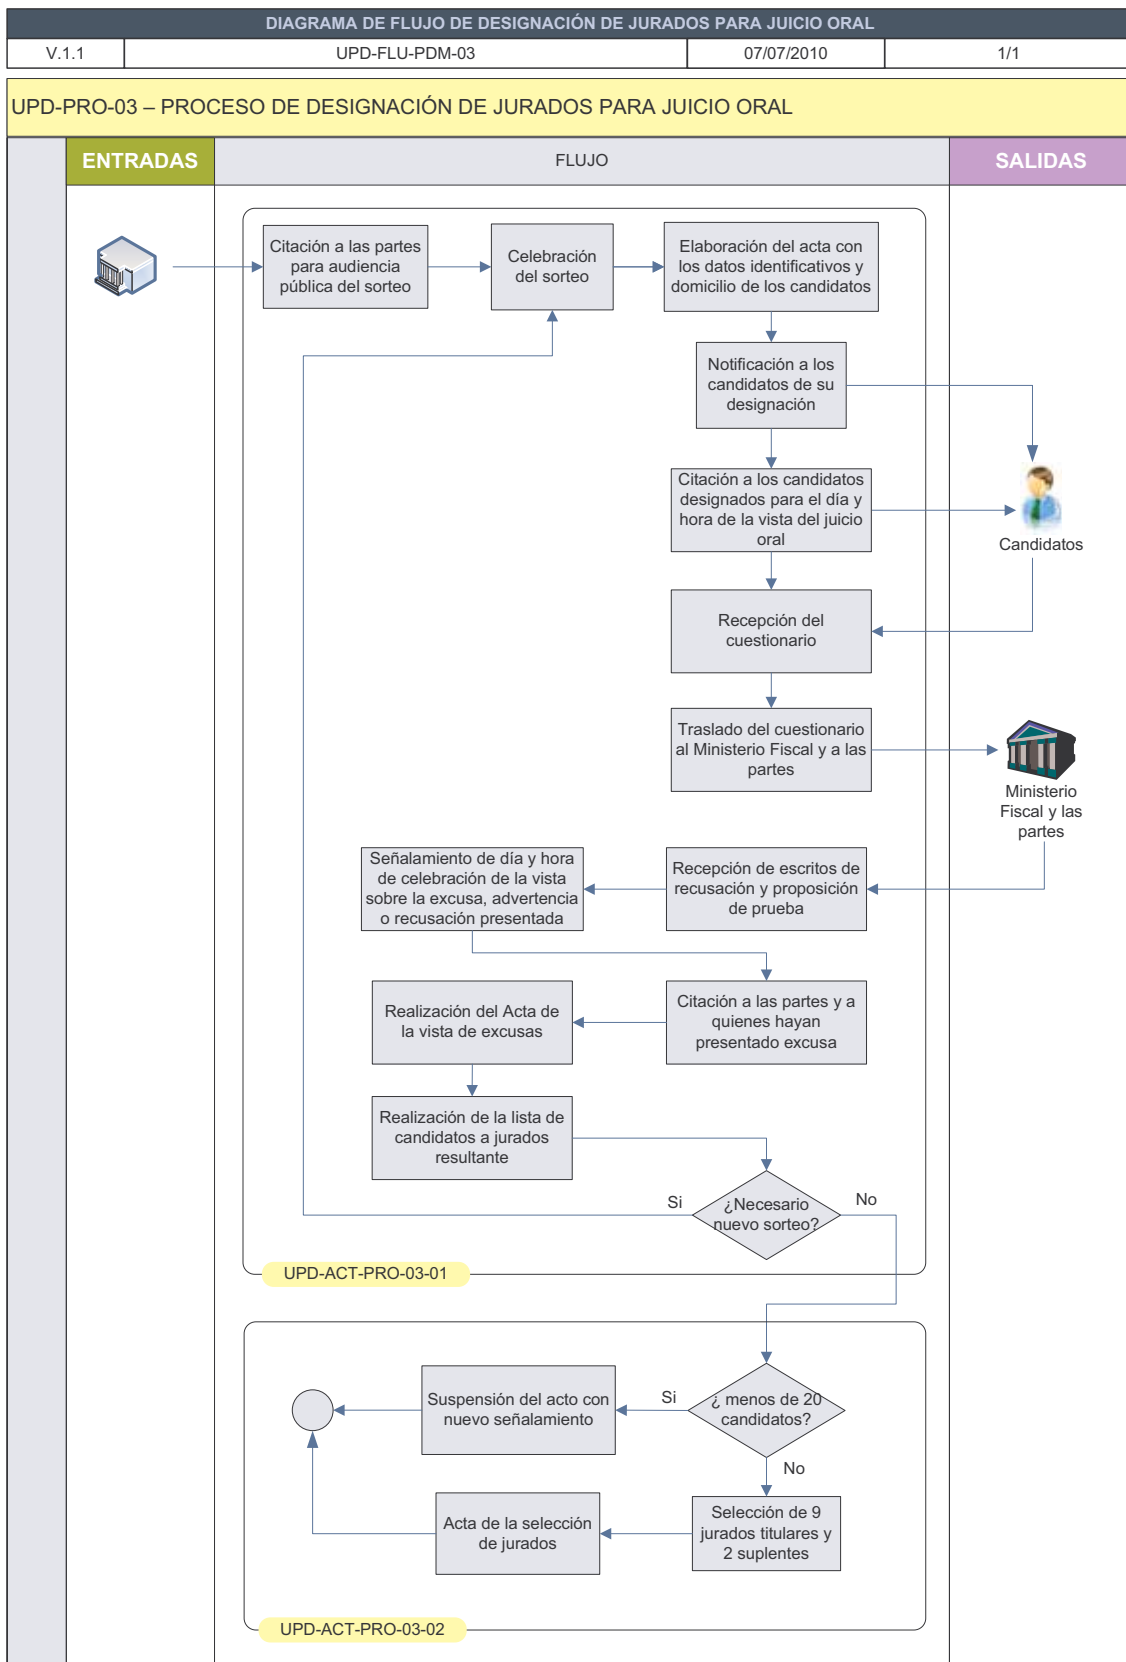 DIAGRAMA DE FLUJO DE DESIGNACIÓN DE JURADOS PARA JUICIO ORAL
V.1.1
UPD-FLU-PDM-03
07/07/2010
1/1
UPD-PRO-03 – PROCESO DE DESIGNACIÓN DE JURADOS PARA JUICIO ORAL
ENTRADAS
FLUJO
SALIDAS
Citación a las partes
para audiencia
pública del sorteo
Celebración
del sorteo
Elaboración del acta con
los datos identificativos y
domicilio de los candidatos
Notificación a los
candidatos de su
designación
Citación a los candidatos
designados para el día y
hora de la vista del juicio
oral
Candidatos
Recepción del
cuestionario
Traslado del cuestionario
al Ministerio Fiscal y a las
partes
Ministerio
Fiscal y las
partes
Señalamiento de día y hora
de celebración de la vista
sobre la excusa, advertencia
o recusación presentada
Recepción de escritos de
recusación y proposición
de prueba
Realización del Acta de
la vista de excusas
Citación a las partes y a
quienes hayan
presentado excusa
Realización de la lista de
candidatos a jurados
resultante
Si
¿Necesario
nuevo sorteo?
No
UPD-ACT-PRO-03-01
Suspensión del acto con
nuevo señalamiento
Si
¿ menos de 20
candidatos?
No
Acta de la selección
de jurados
Selección de 9
jurados titulares y
2 suplentes
UPD-ACT-PRO-03-02